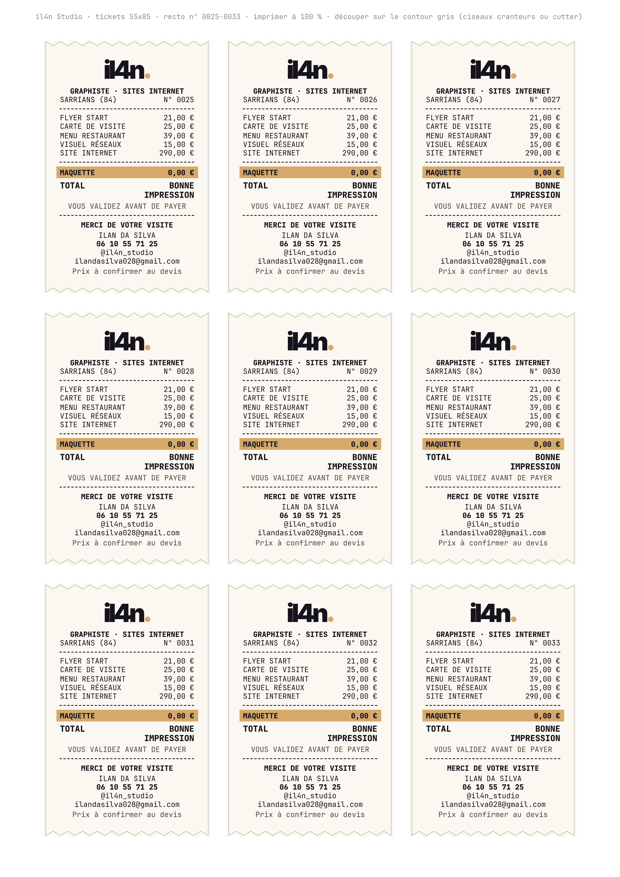 il4n Studio · tickets 55x85 · recto n° 0025-0033 · imprimer à 100 % · découper sur le contour gris (ciseaux cranteurs ou cutter)
il4n.
GRAPHISTE · SITES INTERNET
SARRIANS (84) N° 0025
FLYER START 21,00 €
CARTE DE VISITE 25,00 €
MENU RESTAURANT 39,00 €
VISUEL RÉSEAUX 15,00 €
SITE INTERNET 290,00 €
MAQUETTE 0,00 €
TOTAL BONNE
IMPRESSION
VOUS VALIDEZ AVANT DE PAYER
MERCI DE VOTRE VISITE
ILAN DA SILVA
06 10 55 71 25
@il4n_studio
ilandasilva028@gmail.com
Prix à confirmer au devis
il4n.
GRAPHISTE · SITES INTERNET
SARRIANS (84) N° 0026
FLYER START 21,00 €
CARTE DE VISITE 25,00 €
MENU RESTAURANT 39,00 €
VISUEL RÉSEAUX 15,00 €
SITE INTERNET 290,00 €
MAQUETTE 0,00 €
TOTAL BONNE
IMPRESSION
VOUS VALIDEZ AVANT DE PAYER
MERCI DE VOTRE VISITE
ILAN DA SILVA
06 10 55 71 25
@il4n_studio
ilandasilva028@gmail.com
Prix à confirmer au devis
il4n.
GRAPHISTE · SITES INTERNET
SARRIANS (84) N° 0027
FLYER START 21,00 €
CARTE DE VISITE 25,00 €
MENU RESTAURANT 39,00 €
VISUEL RÉSEAUX 15,00 €
SITE INTERNET 290,00 €
MAQUETTE 0,00 €
TOTAL BONNE
IMPRESSION
VOUS VALIDEZ AVANT DE PAYER
MERCI DE VOTRE VISITE
ILAN DA SILVA
06 10 55 71 25
@il4n_studio
ilandasilva028@gmail.com
Prix à confirmer au devis
il4n.
GRAPHISTE · SITES INTERNET
SARRIANS (84) N° 0028
FLYER START 21,00 €
CARTE DE VISITE 25,00 €
MENU RESTAURANT 39,00 €
VISUEL RÉSEAUX 15,00 €
SITE INTERNET 290,00 €
MAQUETTE 0,00 €
TOTAL BONNE
IMPRESSION
VOUS VALIDEZ AVANT DE PAYER
MERCI DE VOTRE VISITE
ILAN DA SILVA
06 10 55 71 25
@il4n_studio
ilandasilva028@gmail.com
Prix à confirmer au devis
il4n.
GRAPHISTE · SITES INTERNET
SARRIANS (84) N° 0029
FLYER START 21,00 €
CARTE DE VISITE 25,00 €
MENU RESTAURANT 39,00 €
VISUEL RÉSEAUX 15,00 €
SITE INTERNET 290,00 €
MAQUETTE 0,00 €
TOTAL BONNE
IMPRESSION
VOUS VALIDEZ AVANT DE PAYER
MERCI DE VOTRE VISITE
ILAN DA SILVA
06 10 55 71 25
@il4n_studio
ilandasilva028@gmail.com
Prix à confirmer au devis
il4n.
GRAPHISTE · SITES INTERNET
SARRIANS (84) N° 0030
FLYER START 21,00 €
CARTE DE VISITE 25,00 €
MENU RESTAURANT 39,00 €
VISUEL RÉSEAUX 15,00 €
SITE INTERNET 290,00 €
MAQUETTE 0,00 €
TOTAL BONNE
IMPRESSION
VOUS VALIDEZ AVANT DE PAYER
MERCI DE VOTRE VISITE
ILAN DA SILVA
06 10 55 71 25
@il4n_studio
ilandasilva028@gmail.com
Prix à confirmer au devis
il4n.
GRAPHISTE · SITES INTERNET
SARRIANS (84) N° 0031
FLYER START 21,00 €
CARTE DE VISITE 25,00 €
MENU RESTAURANT 39,00 €
VISUEL RÉSEAUX 15,00 €
SITE INTERNET 290,00 €
MAQUETTE 0,00 €
TOTAL BONNE
IMPRESSION
VOUS VALIDEZ AVANT DE PAYER
MERCI DE VOTRE VISITE
ILAN DA SILVA
06 10 55 71 25
@il4n_studio
ilandasilva028@gmail.com
Prix à confirmer au devis
il4n.
GRAPHISTE · SITES INTERNET
SARRIANS (84) N° 0032
FLYER START 21,00 €
CARTE DE VISITE 25,00 €
MENU RESTAURANT 39,00 €
VISUEL RÉSEAUX 15,00 €
SITE INTERNET 290,00 €
MAQUETTE 0,00 €
TOTAL BONNE
IMPRESSION
VOUS VALIDEZ AVANT DE PAYER
MERCI DE VOTRE VISITE
ILAN DA SILVA
06 10 55 71 25
@il4n_studio
ilandasilva028@gmail.com
Prix à confirmer au devis
il4n.
GRAPHISTE · SITES INTERNET
SARRIANS (84) N° 0033
FLYER START 21,00 €
CARTE DE VISITE 25,00 €
MENU RESTAURANT 39,00 €
VISUEL RÉSEAUX 15,00 €
SITE INTERNET 290,00 €
MAQUETTE 0,00 €
TOTAL BONNE
IMPRESSION
VOUS VALIDEZ AVANT DE PAYER
MERCI DE VOTRE VISITE
ILAN DA SILVA
06 10 55 71 25
@il4n_studio
ilandasilva028@gmail.com
Prix à confirmer au devis